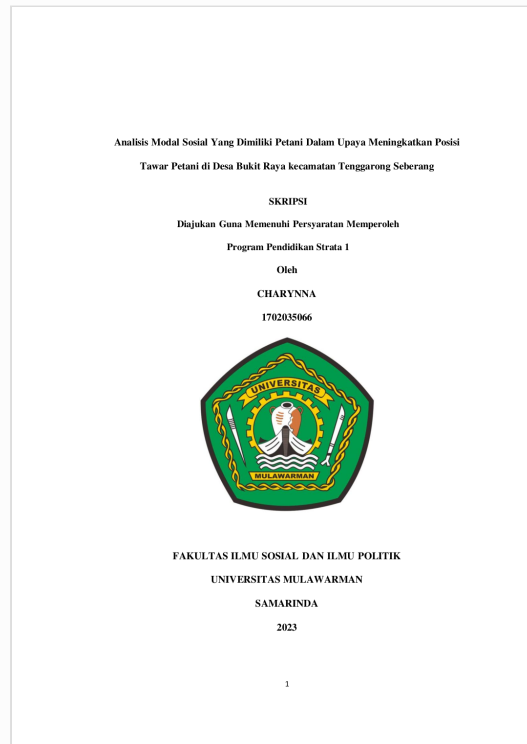 Analisis Modal Sosial Yang Dimiliki Petani Dalam Upaya Meningkatkan Posisi
Tawar Petani di Desa Bukit Raya kecamatan Tenggarong Seberang
SKRIPSI
Diajukan Guna Memenuhi Persyaratan Memperoleh
Program Pendidikan Strata 1
Oleh
CHARYNNA
1702035066
UNIVERSITAS
MULAWARMAN
FAKULTAS ILMU SOSIAL DAN ILMU POLITIK
UNIVERSITAS MULAWARMAN
SAMARINDA
2023
1